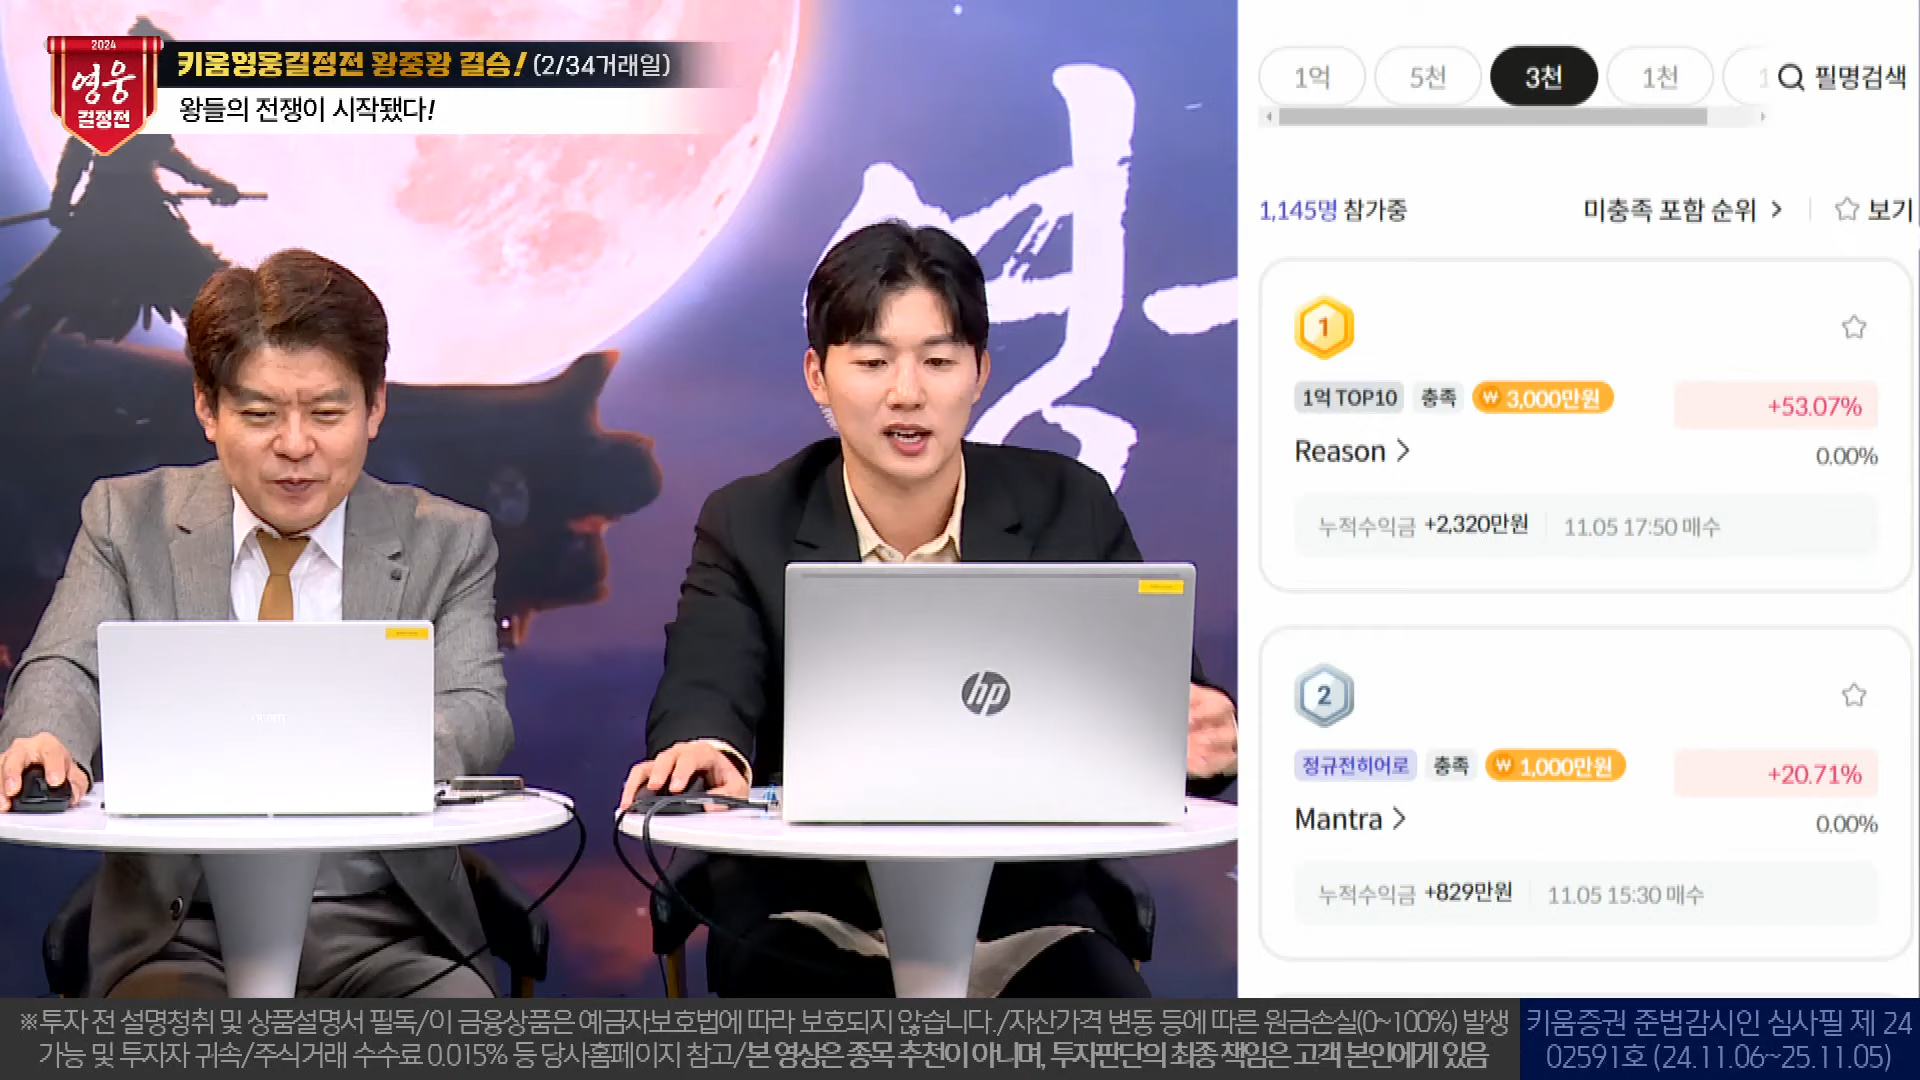 2024
영웅
결정전
키움영웅결정전 왕중왕 결승! (2/34거래일)
왕들의 전쟁이 시작됐다!
영
hp
1억 5천 3천 1천 1 필명검색
1,145명 참가중 미충족 포함 순위 > 보기
1
1억 TOP10 충족 ₩ 3,000만원 +53.07%
Reason > 0.00%
누적수익금 +2,320만원 11.05 17:50 매수
2
정규전히어로 충족 ₩ 1,000만원 +20.71%
Mantra > 0.00%
누적수익금 +829만원 11.05 15:30 매수
※투자 전 설명청취 및 상품설명서 필독/이 금융상품은 예금자보호법에 따라 보호되지 않습니다./자산가격 변동 등에 따른 원금손실(0~100%) 발생
가능 및 투자자 귀속/주식거래 수수료 0.015% 등 당사홈페이지 참고/본 영상은 종목 추천이 아니며, 투자판단의 최종 책임은 고객 본인에게 있음
키움증권 준법감시인 심사필 제 24
02591호 (24.11.06~25.11.05)